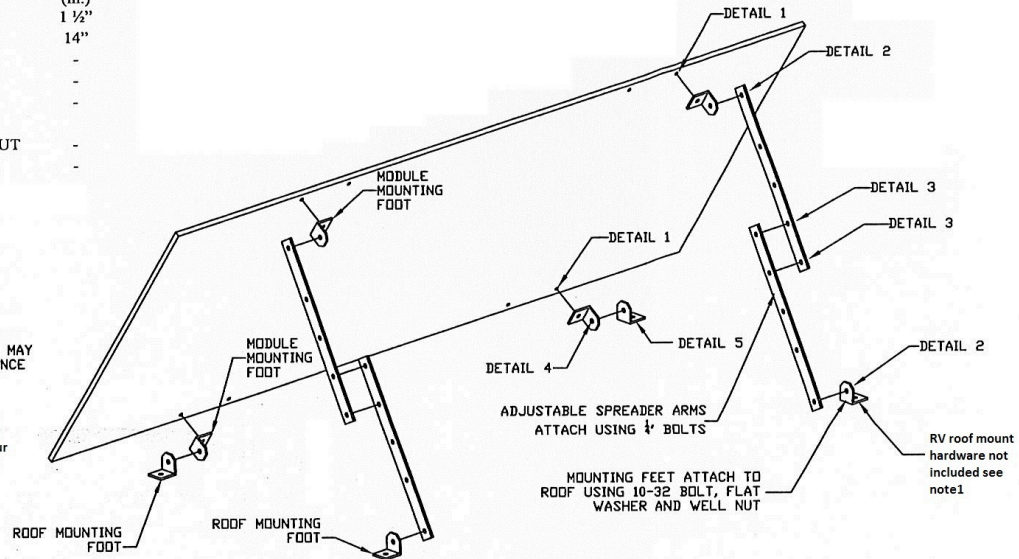 (in.)
1 ½”
14”
-
-
-
UT -
-
MAY
NCE
ur
DETAIL 1
DETAIL 2
MODULE
MOUNTING
FOOT
DETAIL 3
DETAIL 3
DETAIL 1
MODULE
MOUNTING
FOOT
DETAIL 5
DETAIL 4
DETAIL 2
ADJUSTABLE SPREADER ARMS
ATTACH USING ¼' BOLTS
RV roof mount
hardware not
included see
note1
MOUNTING FEET ATTACH TO
ROOF USING 10-32 BOLT, FLAT
WASHER AND WELL NUT
ROOF MOUNTING
FOOT
ROOF MOUNTING
FOOT